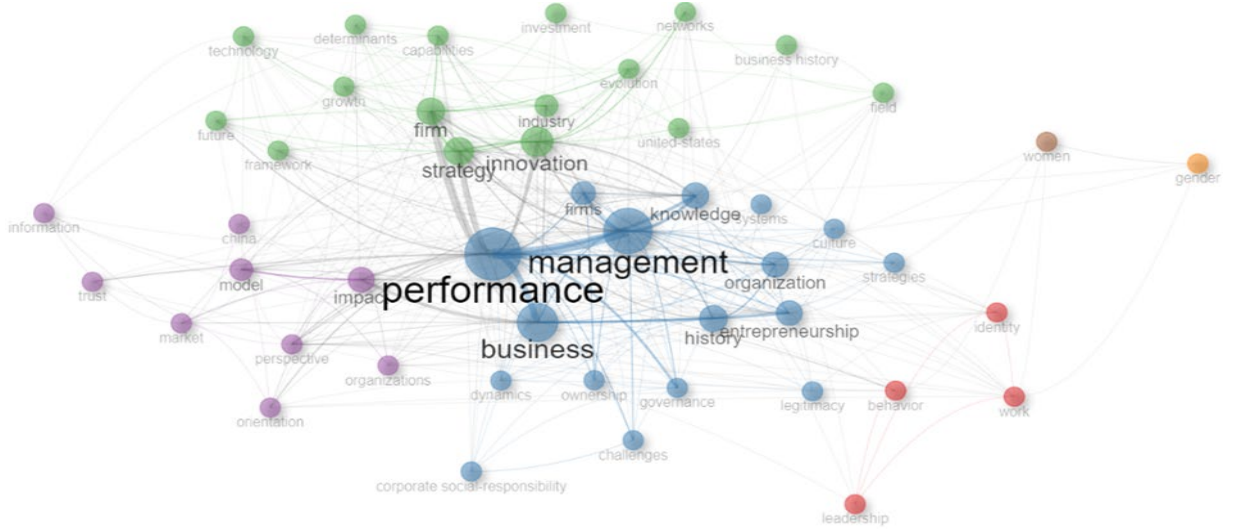 investment
networks
technology
determinants
capabilities
business history
evolution
growth
field
firm
industry
future
united-states
framework
strategy
innovation
women
gender
firms
knowledge
systems
information
china
culture
management
model
organization
strategies
impact
performance
trust
identity
market
history
entrepreneurship
business
perspective
organizations
dynamics
ownership
governance
legitimacy
behavior
work
orientation
challenges
corporate social-responsibility
leadership